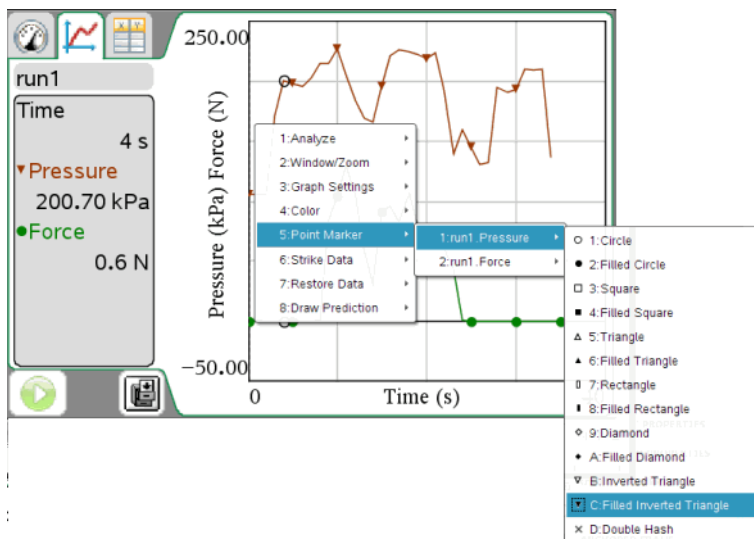 X Y
run1
Time
4 s
Pressure
200.70 kPa
Force
0.6 N
250.00
Pressure (kPa) Force (N)
-50.00
0
Time (s)
1:Analyze
2:Window/Zoom
3:Graph Settings
4:Color
5:Point Marker
6:Strike Data
7:Restore Data
8:Draw Prediction
1:run1.Pressure
2:run1.Force
1:Circle
2:Filled Circle
3:Square
4:Filled Square
5:Triangle
6:Filled Triangle
7:Rectangle
8:Filled Rectangle
9:Diamond
A:Filled Diamond
B:Inverted Triangle
C:Filled Inverted Triangle
D:Double Hash